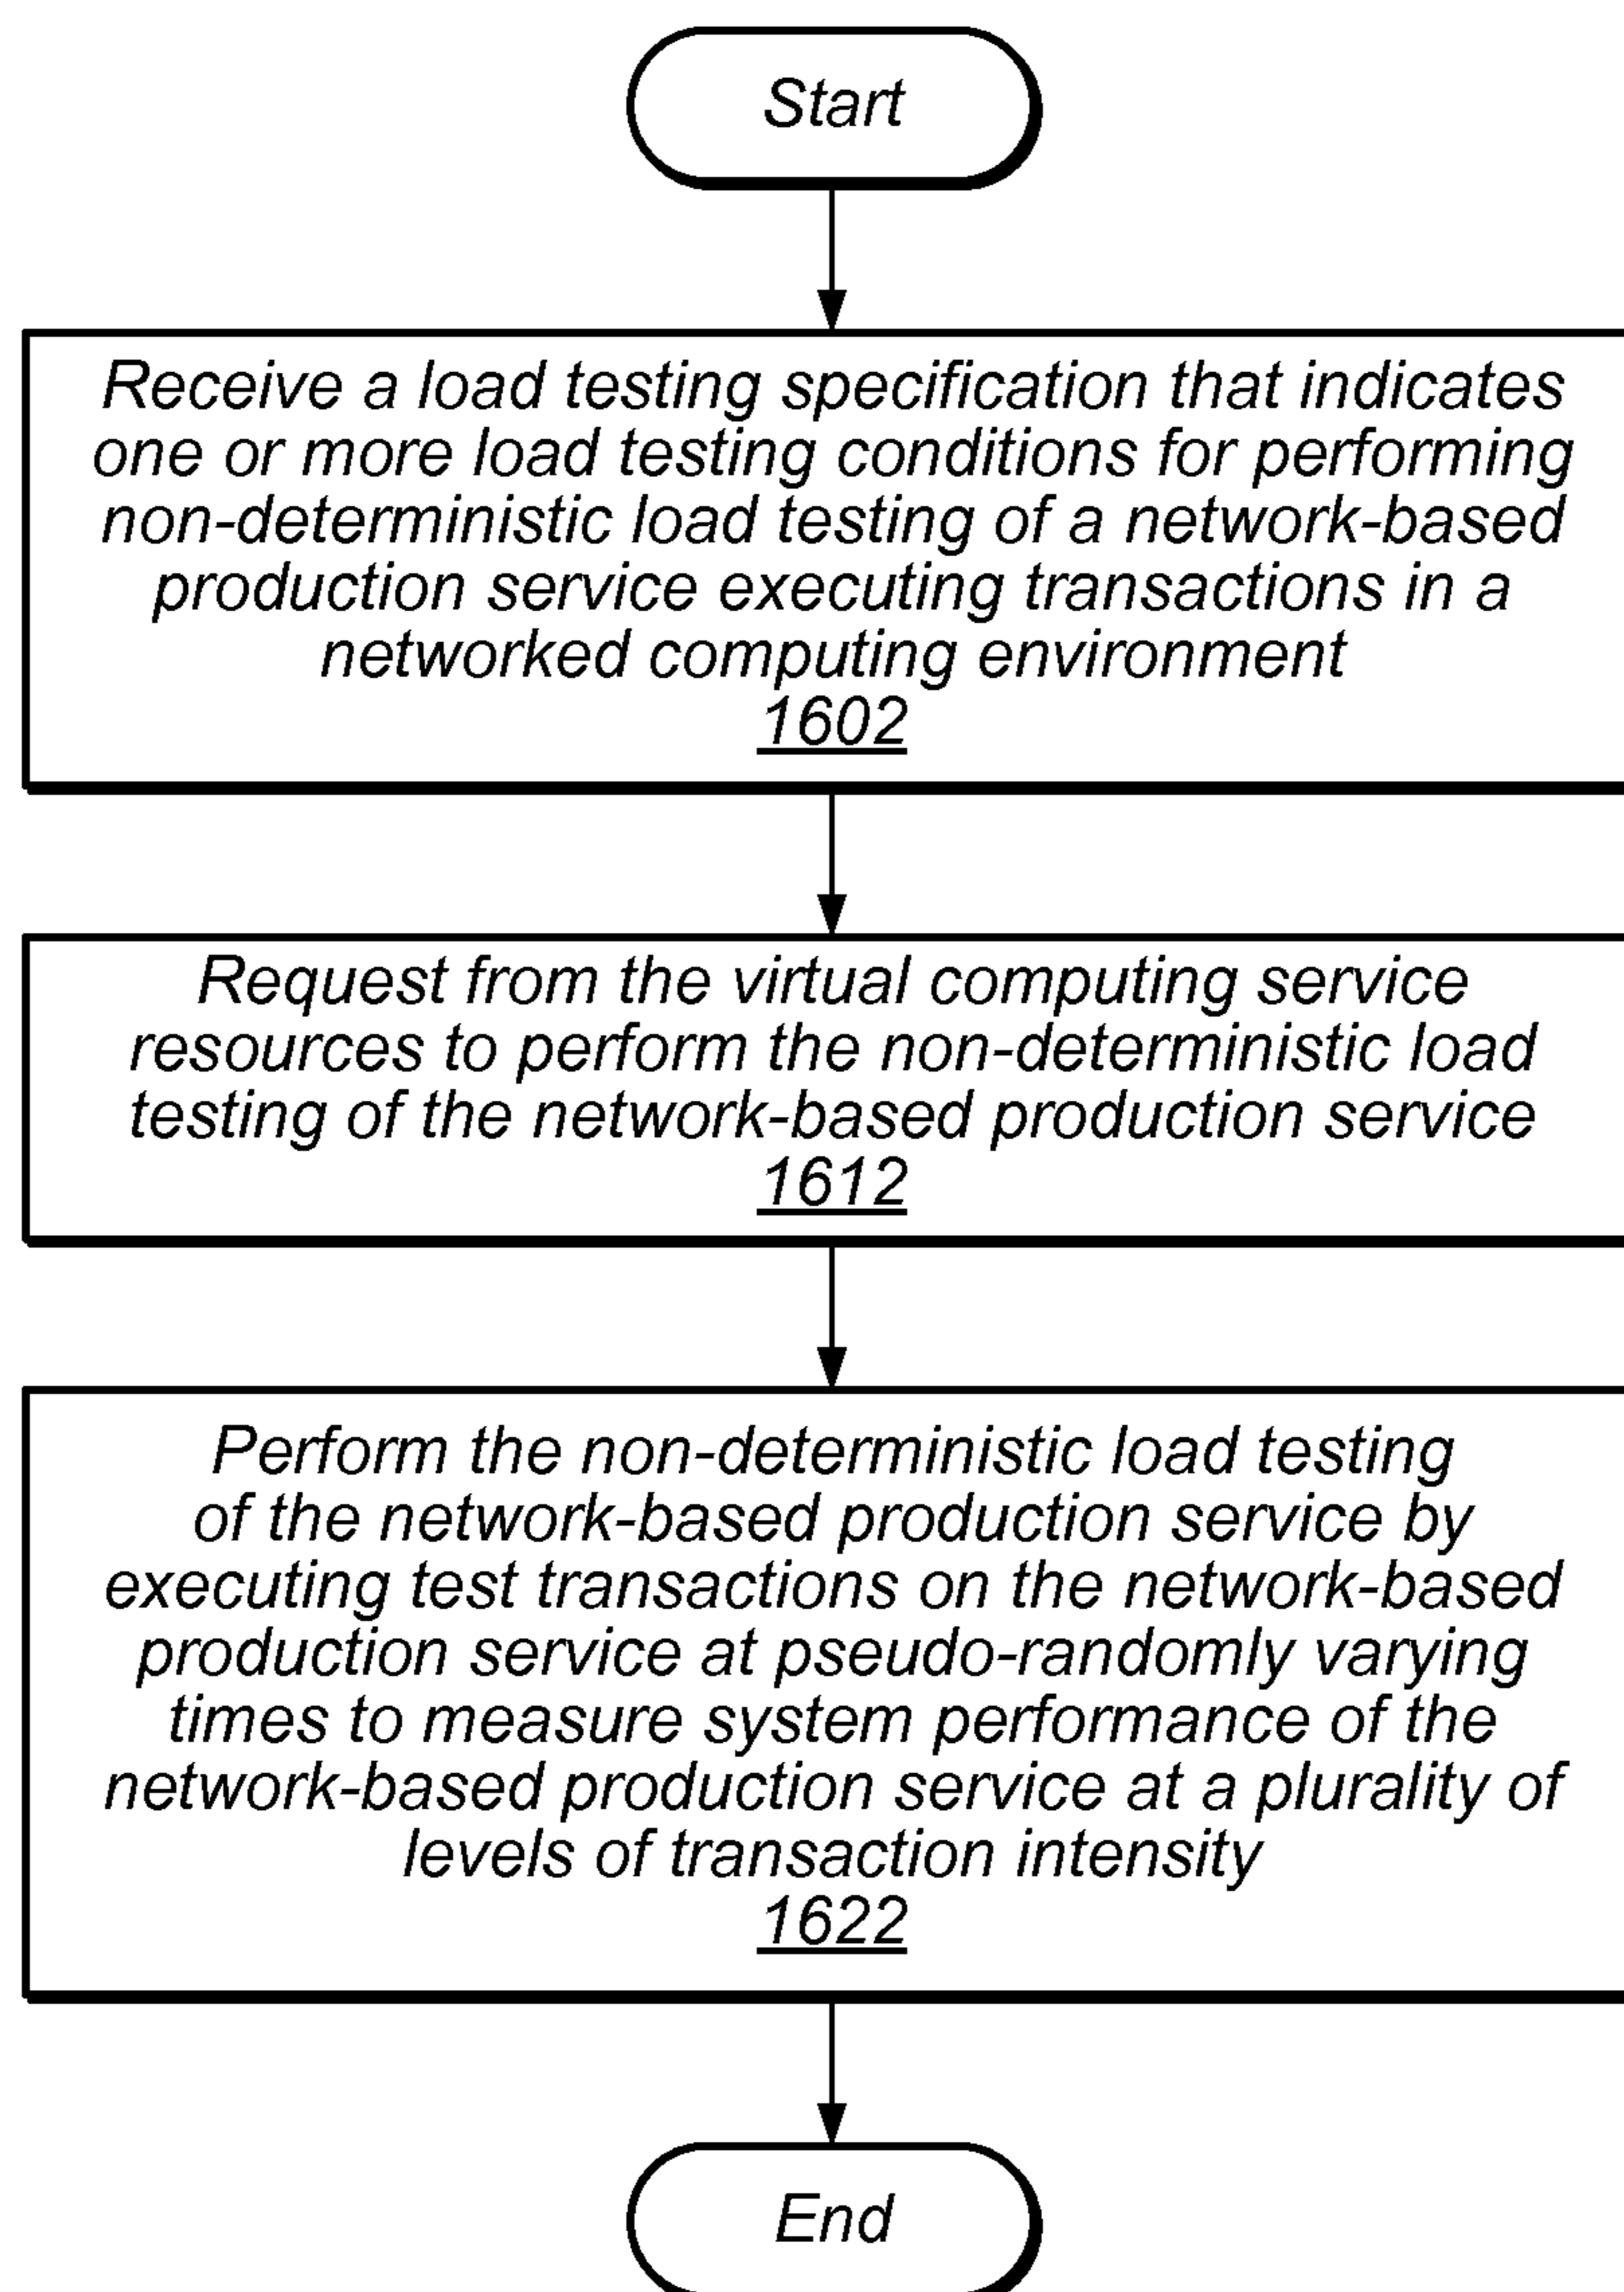 Start
Receive a load testing specification that indicates
one or more load testing conditions for performing
non-deterministic load testing of a network-based
production service executing transactions in a
networked computing environment
1602
Request from the virtual computing service
resources to perform the non-deterministic load
testing of the network-based production service
1612
Perform the non-deterministic load testing
of the network-based production service by
executing test transactions on the network-based
production service at pseudo-randomly varying
times to measure system performance of the
network-based production service at a plurality of
levels of transaction intensity
1622
End